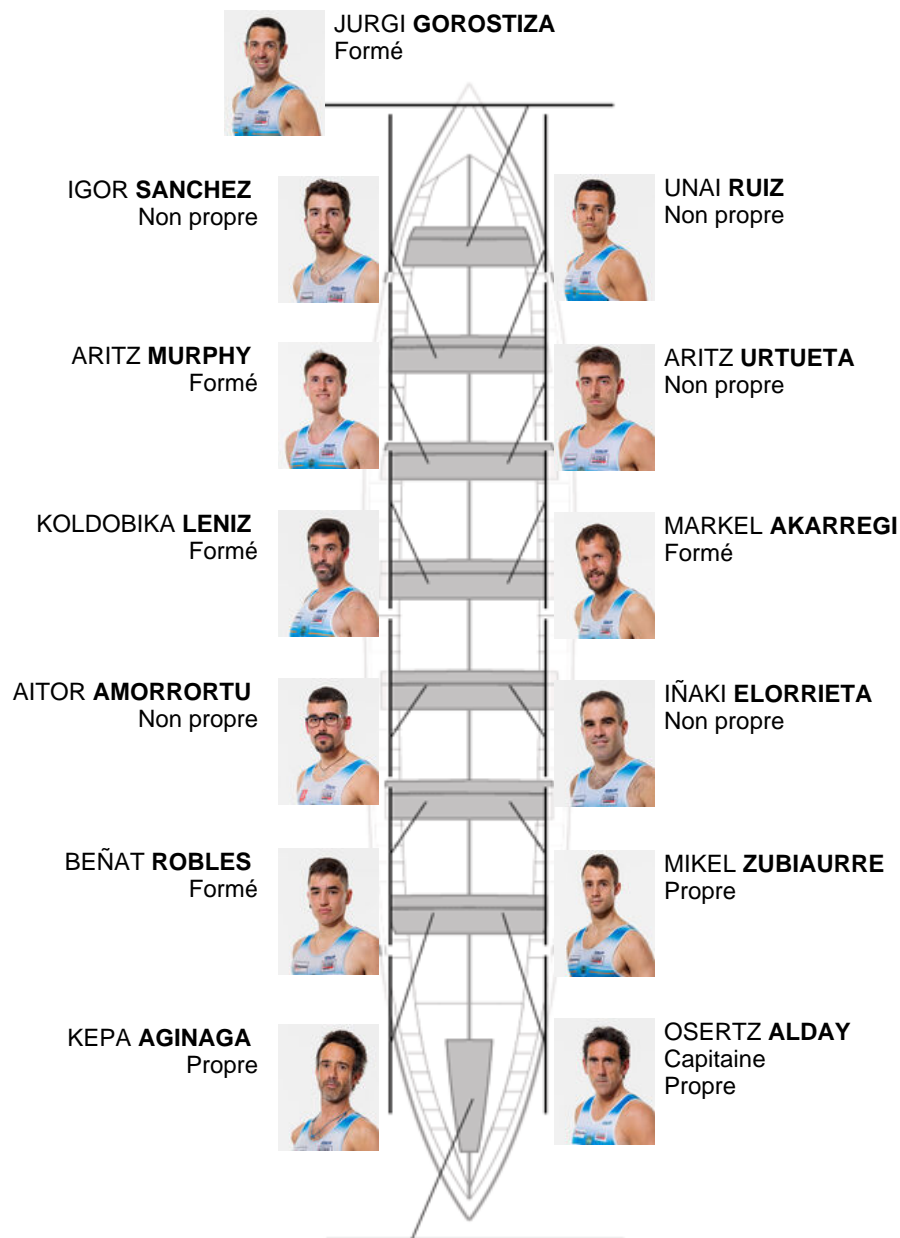 JURGI GOROSTIZA
Formé
IGOR SANCHEZ
Non propre
UNAI RUIZ
Non propre
ARITZ MURPHY
Formé
ARITZ URTUETA
Non propre
KOLDOBIKA LENIZ
Formé
MARKEL AKARREGI
Formé
AITOR AMORRORTU
Non propre
IÑAKI ELORRIETA
Non propre
BEÑAT ROBLES
Formé
MIKEL ZUBIAURRE
Propre
KEPA AGINAGA
Propre
OSERTZ ALDAY
Capitaine
Propre